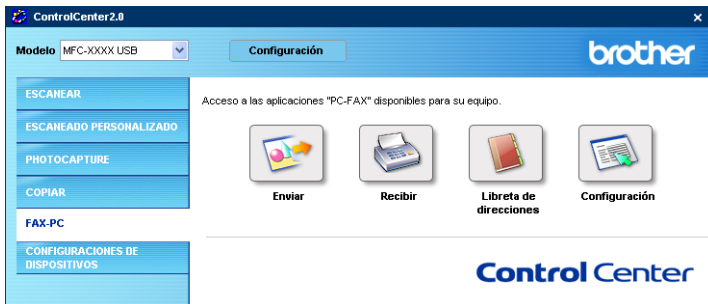 ControlCenter2.0
Modelo MFC-XXXX USB Configuración brother
ESCANEAR
ESCANEADO PERSONALIZADO
PHOTOCAPTURE
COPIAR
FAX-PC
CONFIGURACIONES DE
DISPOSITIVOS
Acceso a las aplicaciones "PC-FAX" disponibles para su equipo.
Enviar Recibir Libreta de Configuración
direcciones
Control Center